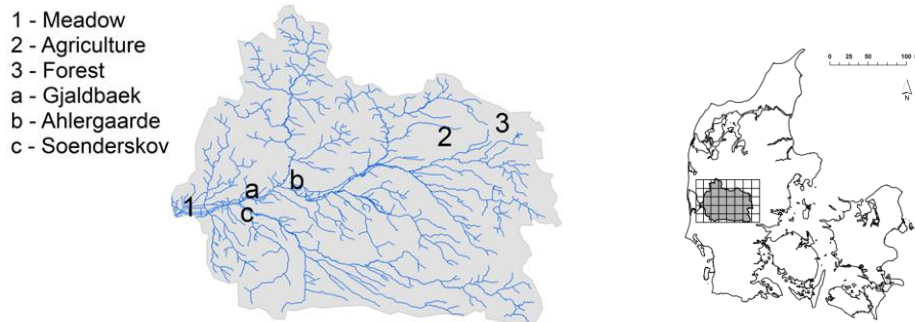 1 - Meadow
2 - Agriculture
3 - Forest
a - Gjaldbaek
b - Ahlergaarde
c - Soenderskov
3
2
b
a
1
c
0 25 50 100
N